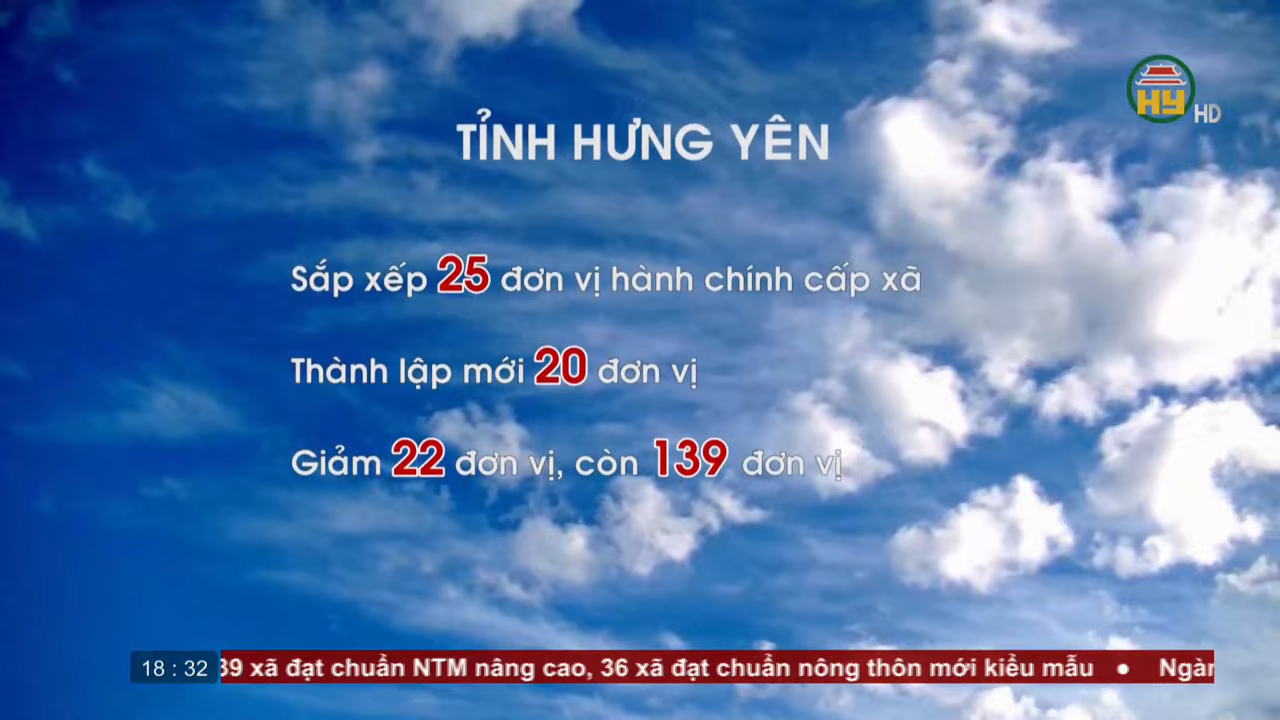 HY HD
TỈNH HƯNG YÊN
Sắp xếp 25 đơn vị hành chính cấp xã
Thành lập mới 20 đơn vị
Giảm 22 đơn vị, còn 139 đơn vị
18 : 32
xã đạt chuẩn NTM nâng cao, 36 xã đạt chuẩn nông thôn mới kiểu mẫu •